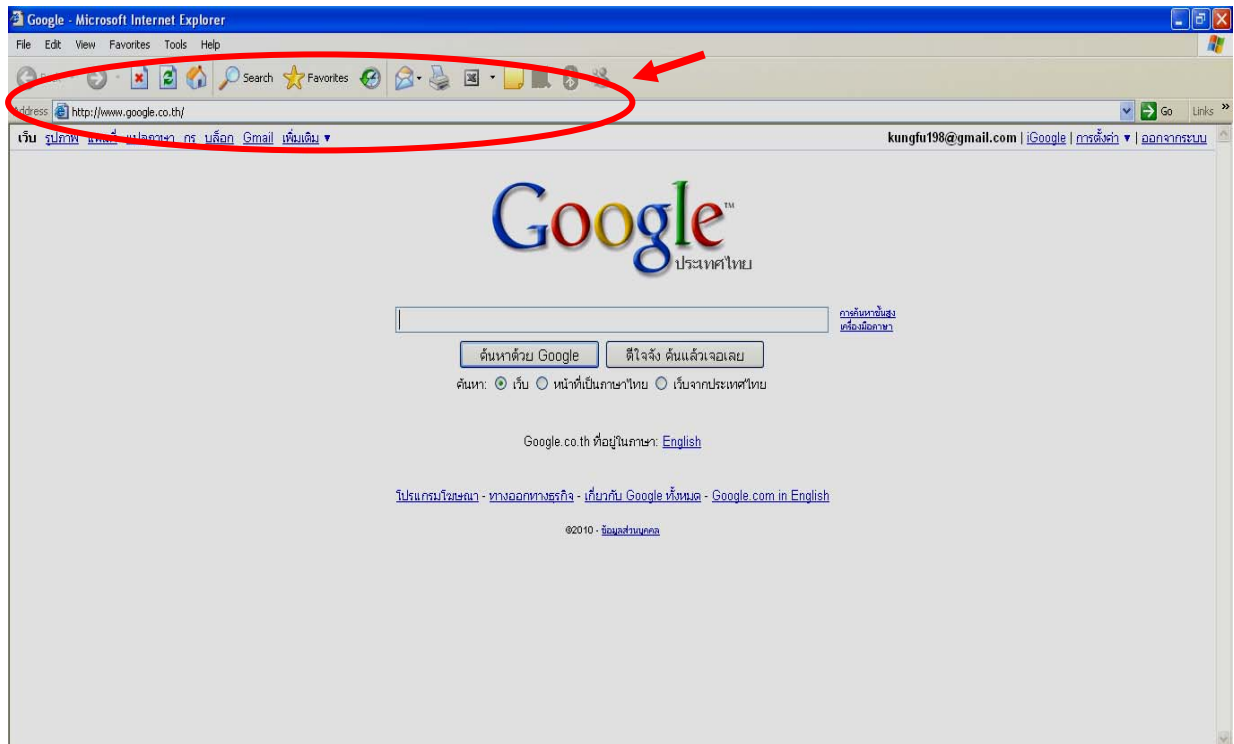 Google - Microsoft Internet Explorer
File Edit View Favorites Tools Help
Search Favorites
Address http://www.google.co.th/ Go Links »
เว็บ รูปภาพ แผนที่ แปลภาษา กรุ๊ บล็อก Gmail เพิ่มเติม ▼ kungfu198@gmail.com | iGoogle | การตั้งค่า ▼ | ออกจากระบบ
Google™
ประเทศไทย
การค้นหาขั้นสูง
เครื่องมือภาษา
ค้นหาด้วย Google ดีใจจัง ค้นแล้วเจอเลย
ค้นหา: เว็บ หน้าที่เป็นภาษาไทย เว็บจากประเทศไทย
Google.co.th ที่อยู่ในภาษา: English
โปรแกรมโฆษณา - ทางออกทางธุรกิจ - เกี่ยวกับ Google ทั้งหมด - Google.com in English
©2010 - ข้อมูลส่วนบุคคล